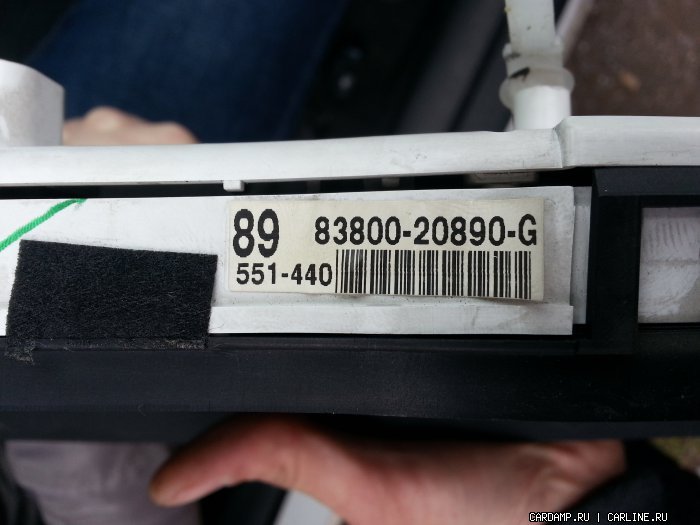 89 83800-20890-G
551-440
CARDAMP.RU | CARLINE.RU